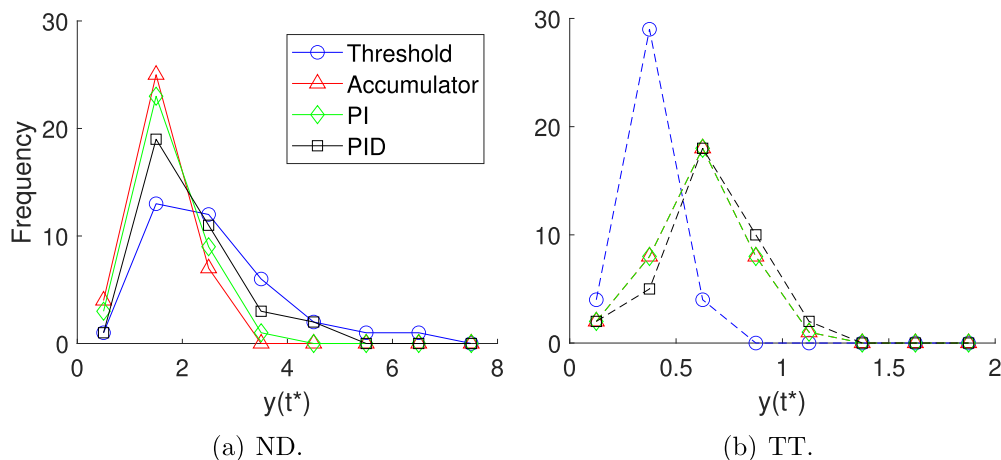 30
20
10
0
Frequency
0 2 4 6 8
y(t*)
Threshold
Accumulator
PI
PID
(a) ND.
30
20
10
0
0 0.5 1 1.5 2
y(t*)
(b) TT.